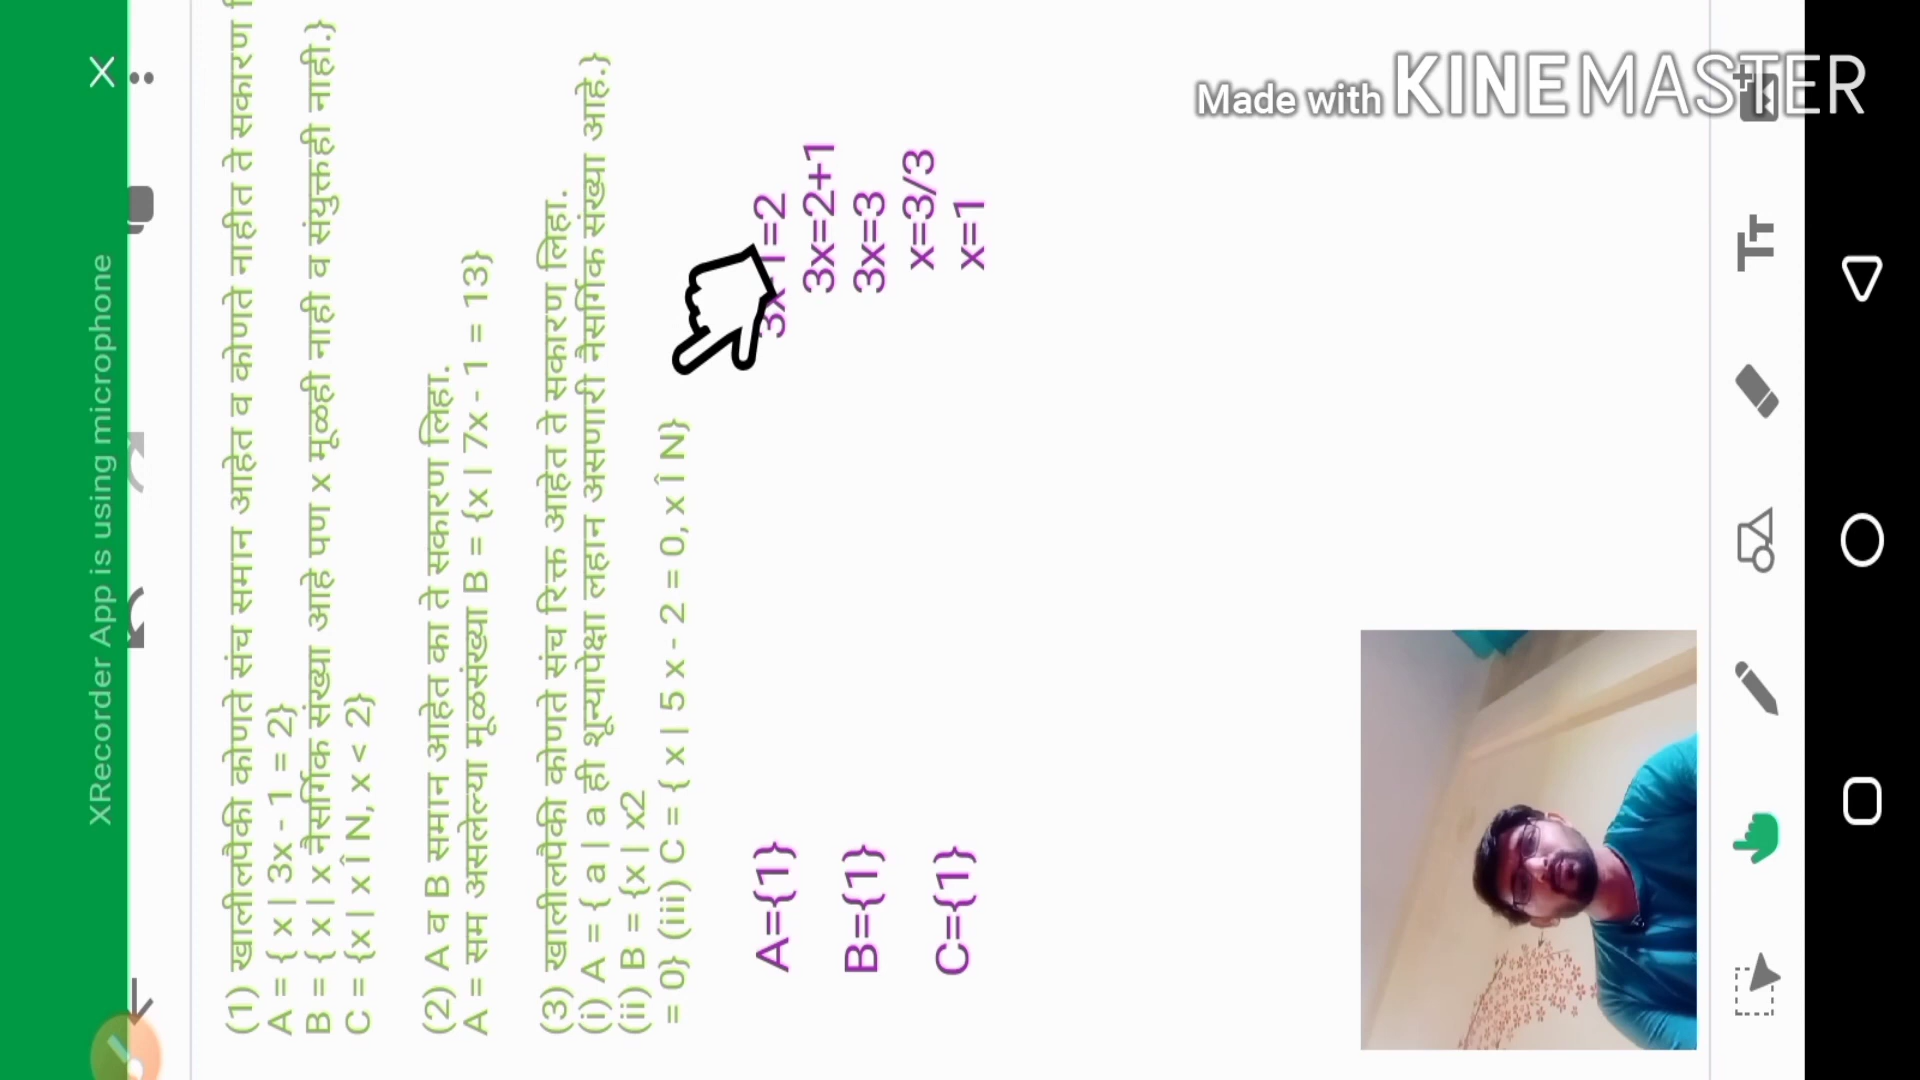 Made with KINEMASTER
XRecorder App is using microphone
(1) खालीलपैकी कोणते संच समान आहेत व कोणते नाहीत ते सकारण
A = { x | 3x - 1 = 2}
B = { x | x नैसर्गिक संख्या आहे पण x मूळही नाही व संयुक्तही नाही.}
C = {x | x Î N, x < 2}
(2) A व B समान आहेत का ते सकारण लिहा.
A = सम असलेल्या मूळसंख्या B = {x | 7x - 1 = 13}
(3) खालीलपैकी कोणते संच रिक्त आहेत ते सकारण लिहा.
(i) A = { a | a ही शून्यापेक्षा लहान असणारी नैसर्गिक संख्या आहे.}
(ii) B = {x | x2
= 0} (iii) C = { x | 5 x - 2 = 0, x Î N}
A={1}
B={1}
C={1}
3x-1=2
3x=2+1
3x=3
x=3/3
x=1
Tт